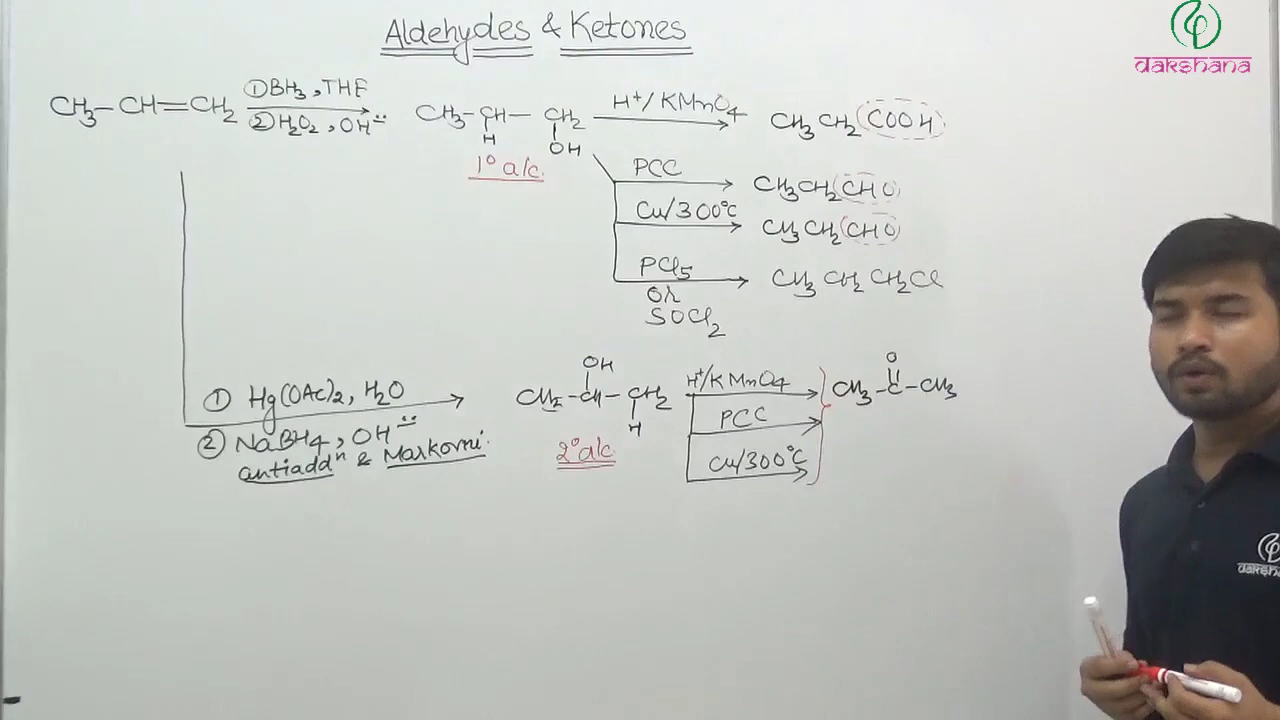 Aldehydes & Ketones
dakshana
CH3-CH=CH2 ①BH3, THF ②H2O2, OH⁻ CH3-CH-CH2 H⁺/KMnO4 CH3CH2COOH
H OH
1° alc.
PCC CH3CH2CHO
Cu/300°C CH3CH2CHO
PCl5 CH3CH2CH2Cl
Or
SOCl2
① Hg(OAc)2, H2O
② NaBH4, OH⁻
antiaddⁿ & Markovni.
OH
CH3-CH-CH2
H
2° alc
H⁺/KMnO4
PCC
Cu/300°C
O
CH3-C-CH3
dakshana